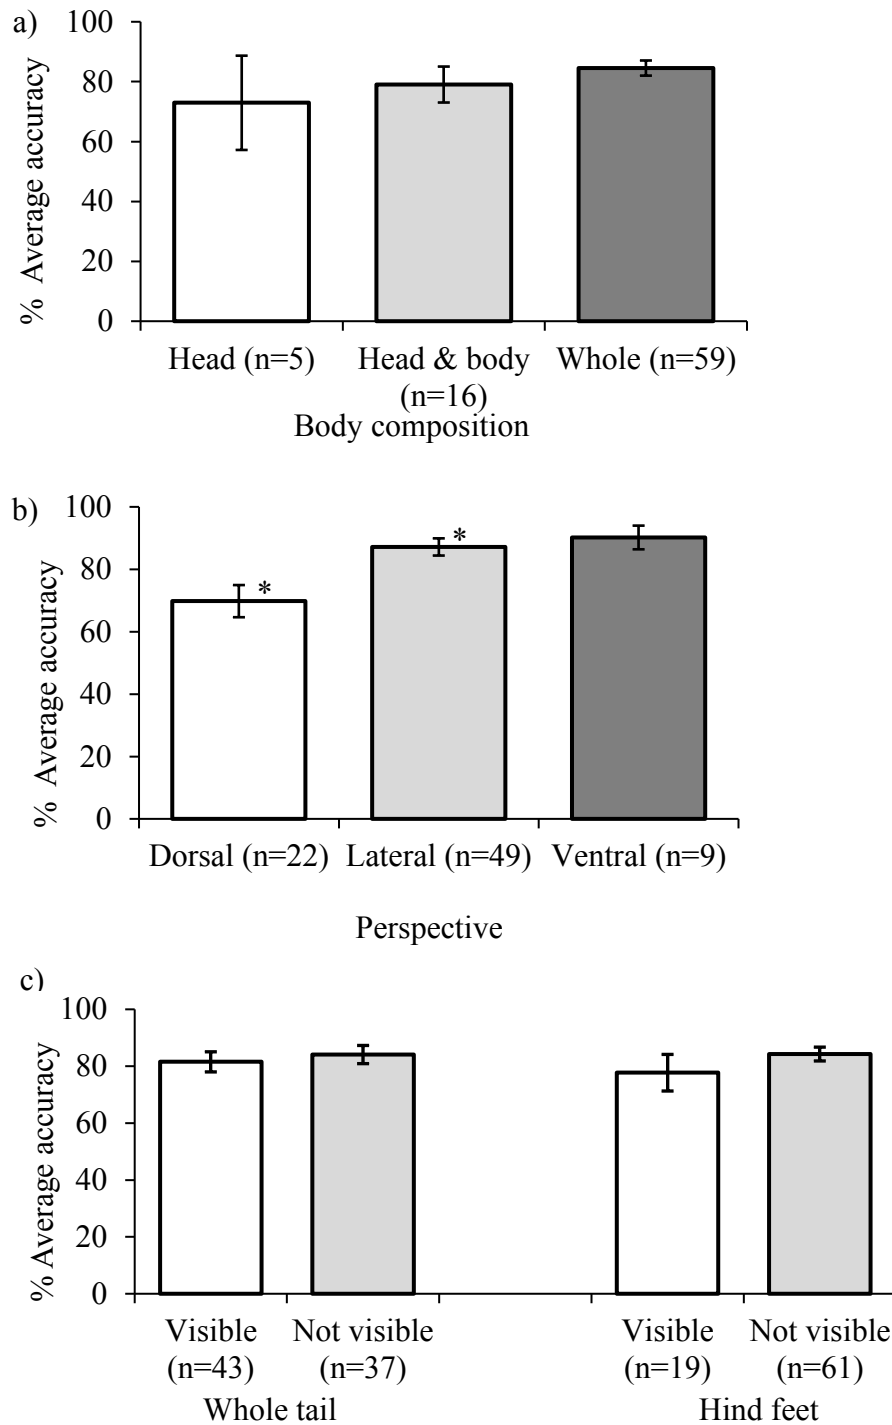 a)
% Average accuracy
100
80
60
40
20
0
Head (n=5)
Head & body
(n=16)
Whole (n=59)
Body composition
b)
% Average accuracy
100
80
60
40
20
0
*
*
Dorsal (n=22)
Lateral (n=49)
Ventral (n=9)
Perspective
c)
% Average accuracy
100
80
60
40
20
0
Visible
(n=43)
Not visible
(n=37)
Visible
(n=19)
Not visible
(n=61)
Whole tail
Hind feet